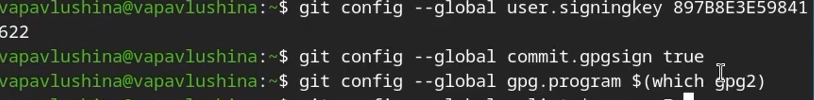 vapavlushina@vapavlushina:~$ git config --global user.signingkey 897B8E3E59841
622
vapavlushina@vapavlushina:~$ git config --global commit.gpgsign true
vapavlushina@vapavlushina:~$ git config --global gpg.program $(which gpg2)